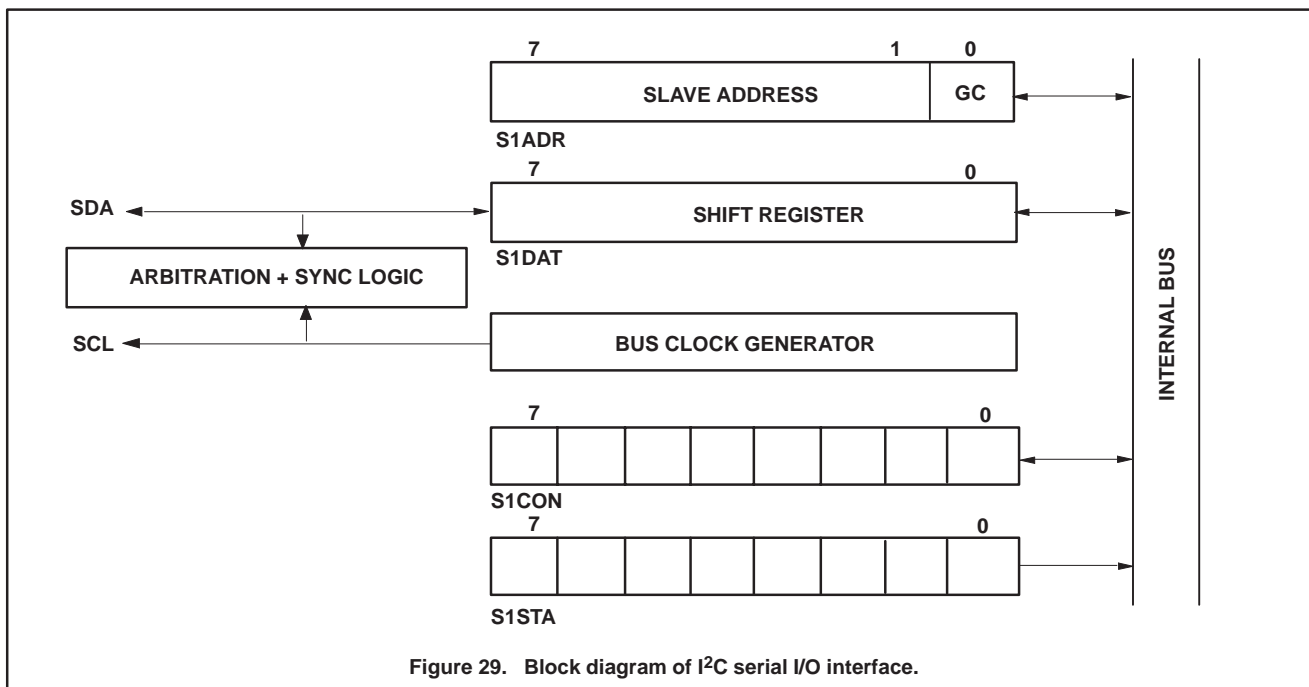 7 1 0
SLAVE ADDRESS GC
S1ADR
7 0
SDA SHIFT REGISTER
S1DAT
ARBITRATION + SYNC LOGIC
SCL BUS CLOCK GENERATOR
7 0
S1CON
7 0
S1STA
INTERNAL BUS
Figure 29. Block diagram of I²C serial I/O interface.